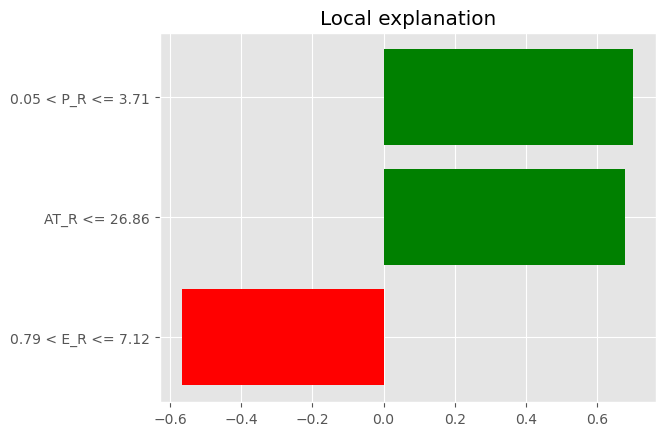 Local explanation
0.05 < P_R <= 3.71
AT_R <= 26.86
0.79 < E_R <= 7.12
−0.6 −0.4 −0.2 0.0 0.2 0.4 0.6